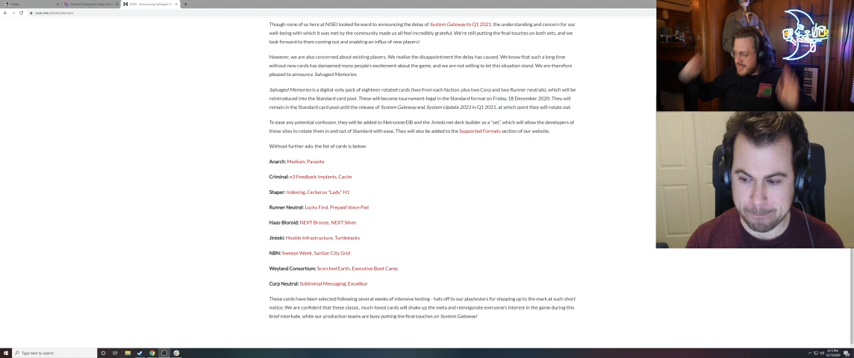 Though none of us here at NISEI looked forward to announcing the delay of System Gateway to Q1 2021, the understanding and concern for our
well-being with which it was met by the community made us all feel incredibly grateful. We're still putting the final touches on both sets, and we
look forward to them coming out and enabling an influx of new players!
However, we are also concerned about existing players. We realise the disappointment the delay has caused. We know that such a long time
without new cards has dampened many people's excitement about the game, and we are not willing to let this situation stand. We are therefore
pleased to announce Salvaged Memories.
Salvaged Memories is a digital-only pack of eighteen rotated cards (two from each faction, plus two Corp and two Runner neutrals), which will be
reintroduced into the Standard card pool. These will become tournament-legal in the Standard format on Friday, 18 December 2020. They will
remain in the Standard card pool until the release of System Gateway and System Update 2021 in Q1 2021, at which point they will rotate out.
To ease any potential confusion, they will be added to NetrunnerDB and the Jinteki.net deck builder as a "set", which will allow the developers of
those sites to rotate them in and out of Standard with ease. They will also be added to the Supported Formats section of our website.
Without further ado, the list of cards is below:
Anarch: Medium, Parasite
Criminal: e3 Feedback Implants, Cache
Shaper: Indexing, Cerberus "Lady" H1
Runner Neutral: Lucky Find, Prepaid Voice Pad
Haas-Bioroid: NEXT Bronze, NEXT Silver
Jinteki: Hostile Infrastructure, Turtlebacks
NBN: Sweeps Week, SanSan City Grid
Weyland Consortium: Scorched Earth, Executive Boot Camp
Corp Neutral: Subliminal Messaging, Excalibur
These cards have been selected following several weeks of intensive testing - hats off to our playtesters for stepping up to the mark at such short
notice. We are confident that these classic, much-loved cards will shake up the meta and reinvigorate everyone's interest in the game during this
brief interlude, while our production teams are busy putting the final touches on System Gateway!
Type here to search